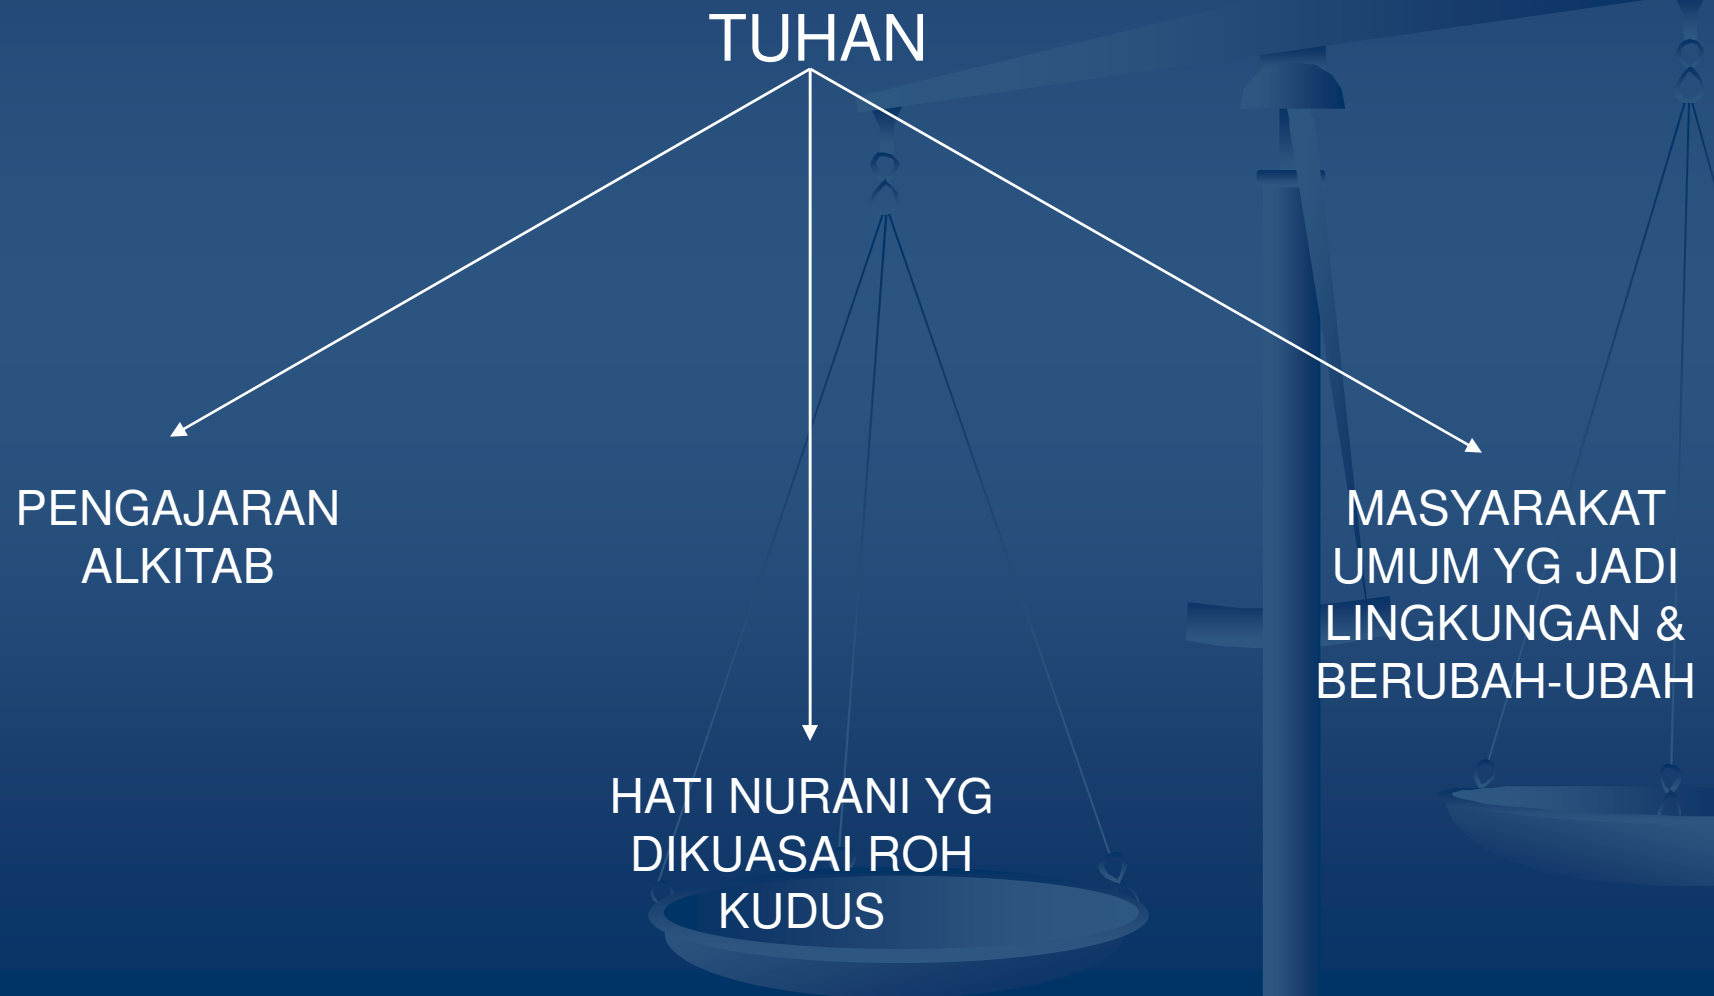 TUHAN
PENGAJARAN
ALKITAB
HATI NURANI YG
DIKUASAI ROH
KUDUS
MASYARAKAT
UMUM YG JADI
LINGKUNGAN &
BERUBAH-UBAH